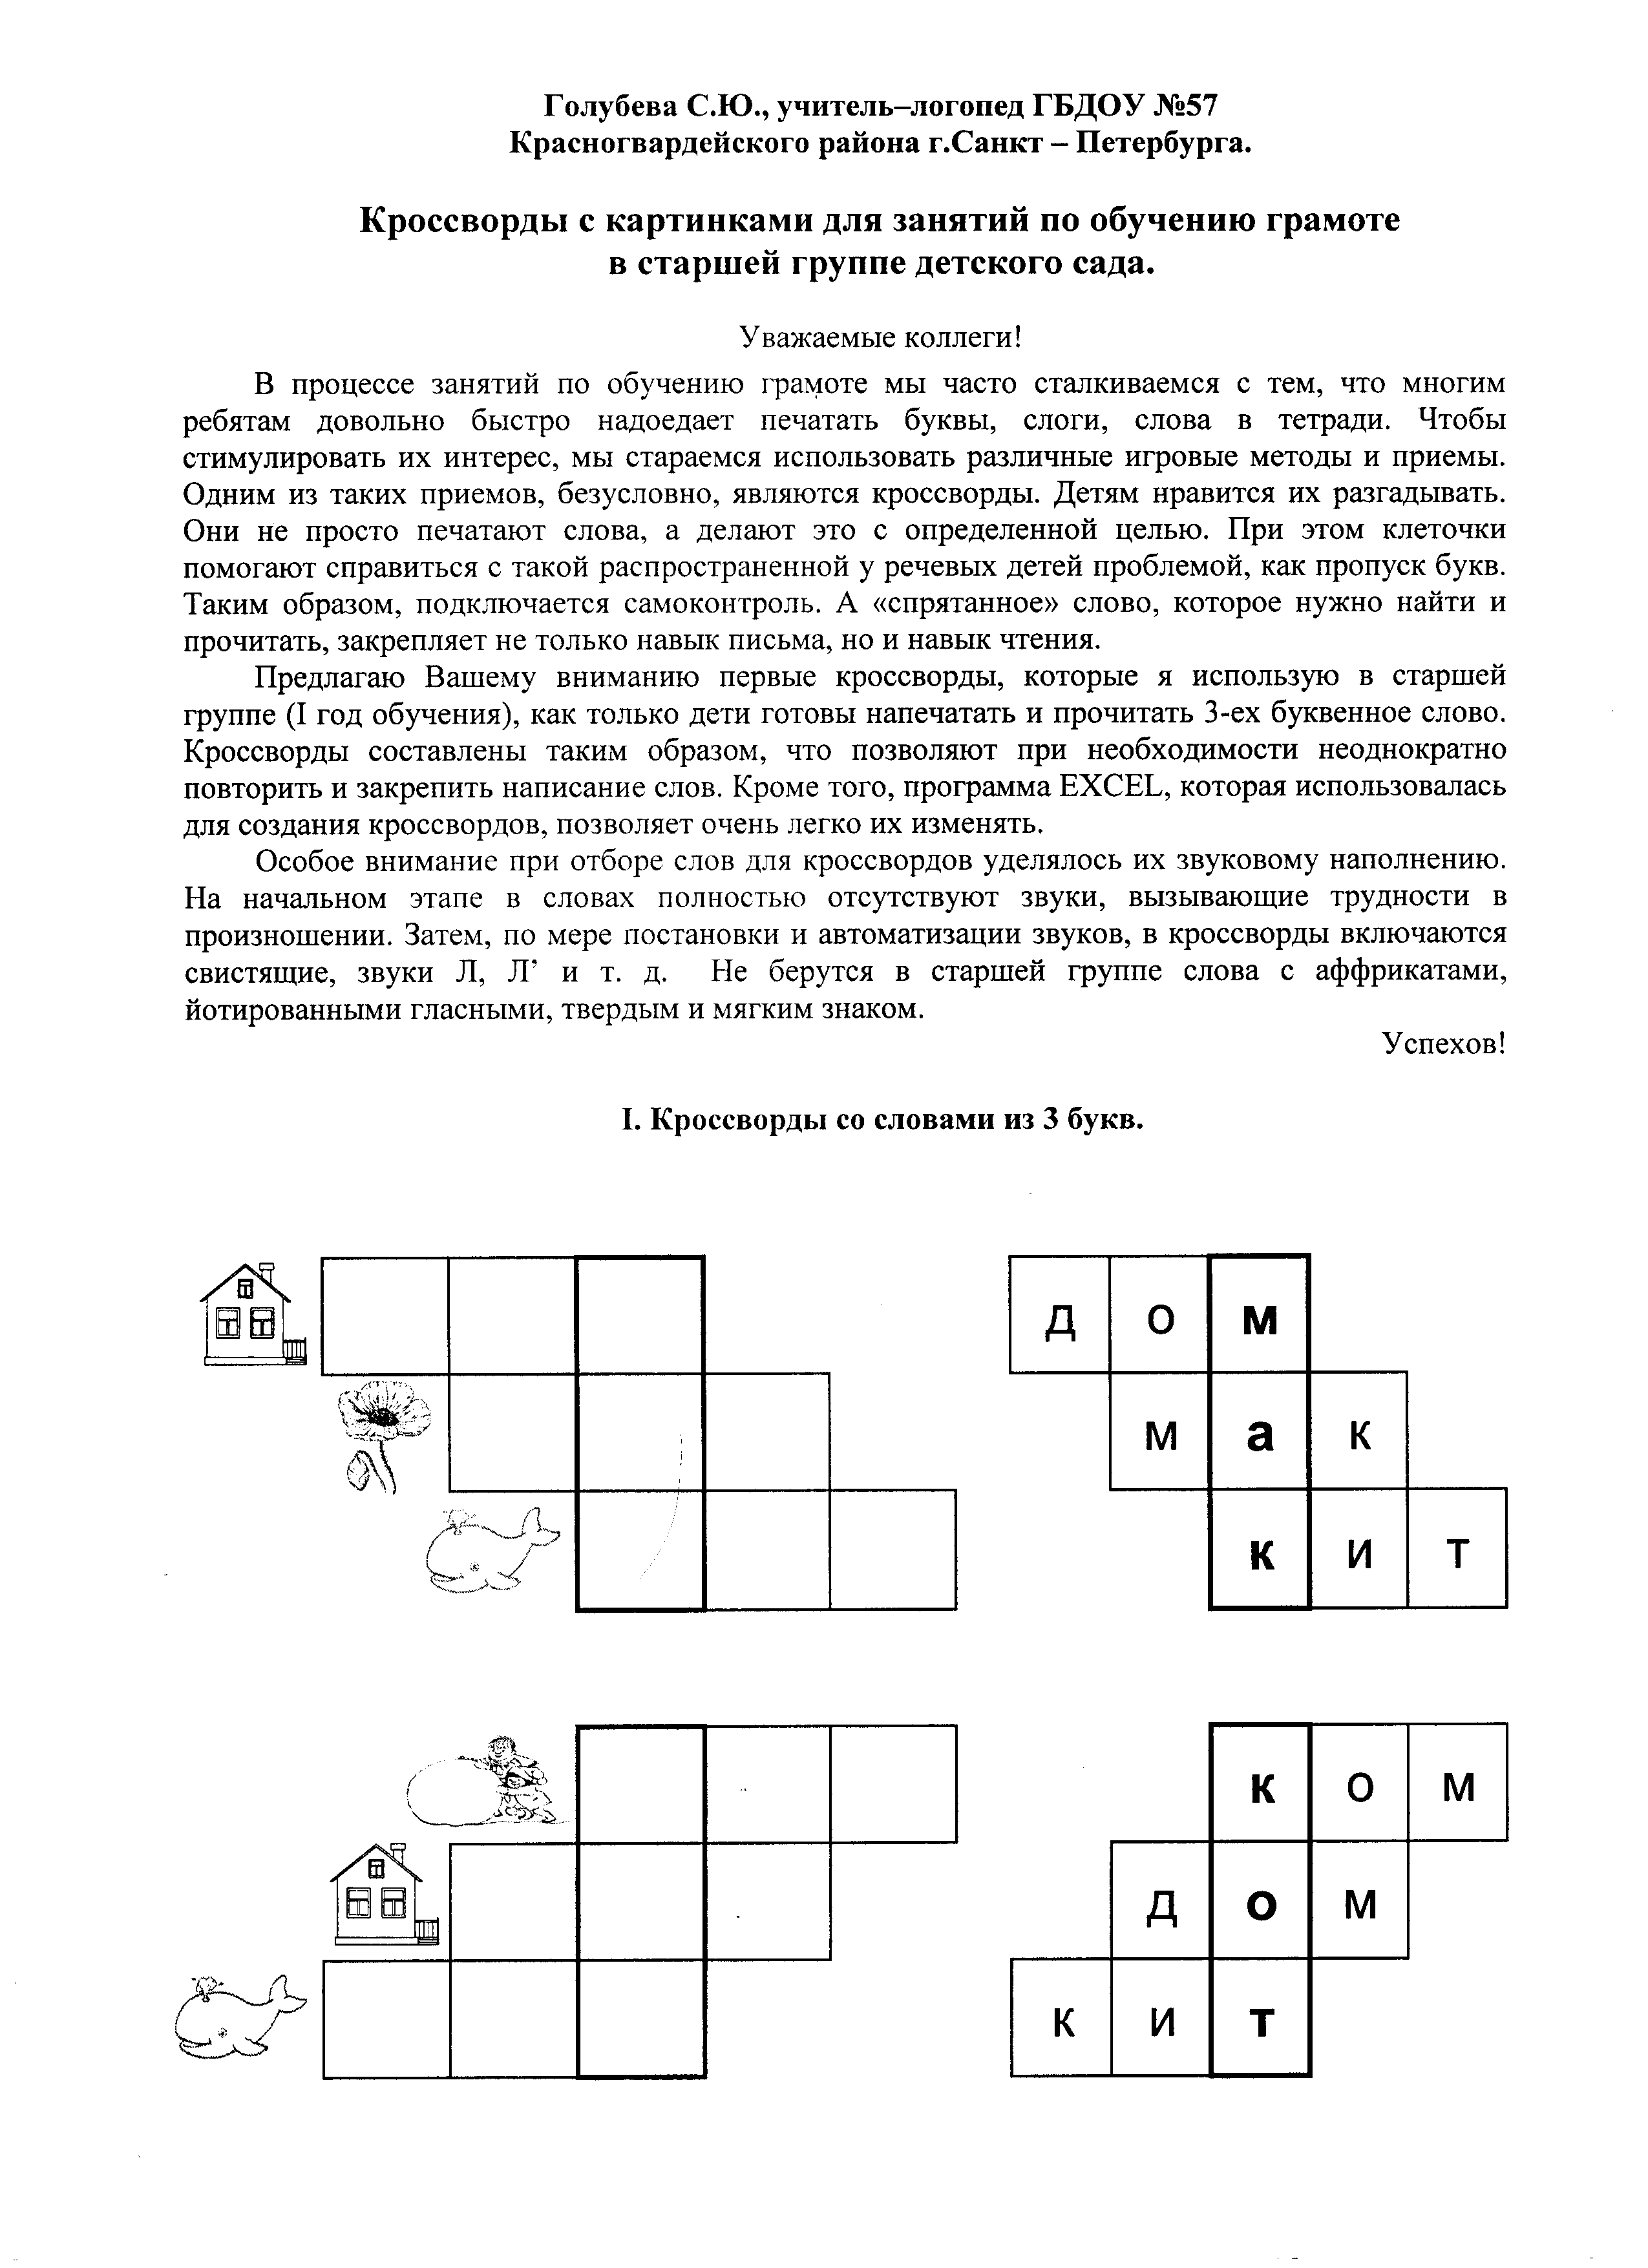 Голубева С.Ю., учитель–логопед ГБДОУ №57
Красногвардейского района г.Санкт – Петербурга.
Кроссворды с картинками для занятий по обучению грамоте
в старшей группе детского сада.
Уважаемые коллеги!
В процессе занятий по обучению грамоте мы часто сталкиваемся с тем, что многим
ребятам довольно быстро надоедает печатать буквы, слоги, слова в тетради. Чтобы
стимулировать их интерес, мы стараемся использовать различные игровые методы и приемы.
Одним из таких приемов, безусловно, являются кроссворды. Детям нравится их разгадывать.
Они не просто печатают слова, а делают это с определенной целью. При этом клеточки
помогают справиться с такой распространенной у речевых детей проблемой, как пропуск букв.
Таким образом, подключается самоконтроль. А «спрятанное» слово, которое нужно найти и
прочитать, закрепляет не только навык письма, но и навык чтения.
Предлагаю Вашему вниманию первые кроссворды, которые я использую в старшей
группе (I год обучения), как только дети готовы напечатать и прочитать 3-ех буквенное слово.
Кроссворды составлены таким образом, что позволяют при необходимости неоднократно
повторить и закрепить написание слов. Кроме того, программа EXCEL, которая использовалась
для создания кроссвордов, позволяет очень легко их изменять.
Особое внимание при отборе слов для кроссвордов уделялось их звуковому наполнению.
На начальном этапе в словах полностью отсутствуют звуки, вызывающие трудности в
произношении. Затем, по мере постановки и автоматизации звуков, в кроссворды включаются
свистящие, звуки Л, Л’ и т. д. Не берутся в старшей группе слова с аффрикатами,
йотированными гласными, твердым и мягким знаком.
Успехов!
I. Кроссворды со словами из 3 букв.
д о м
м а к
к и т
к о м
д о м
к и т